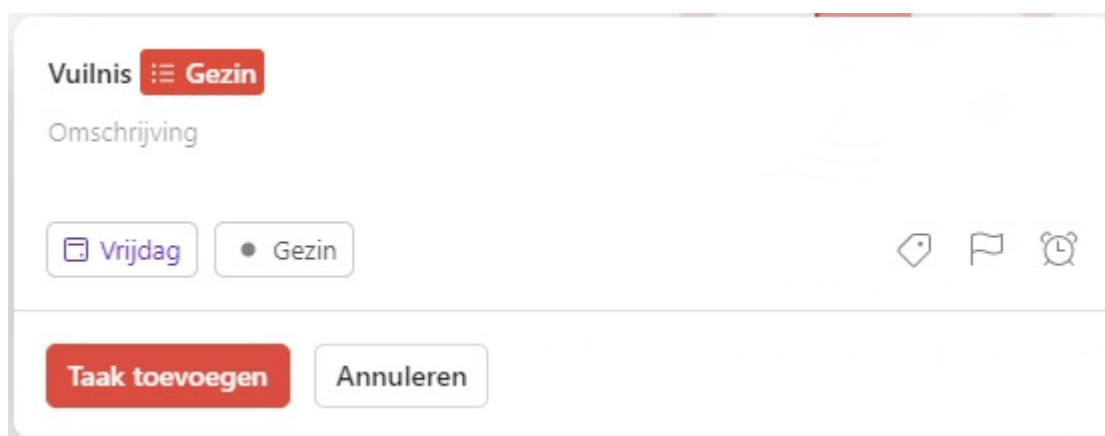 Vuilnis Gezin
Omschrijving
Vrijdag Gezin
Taak toevoegen Annuleren